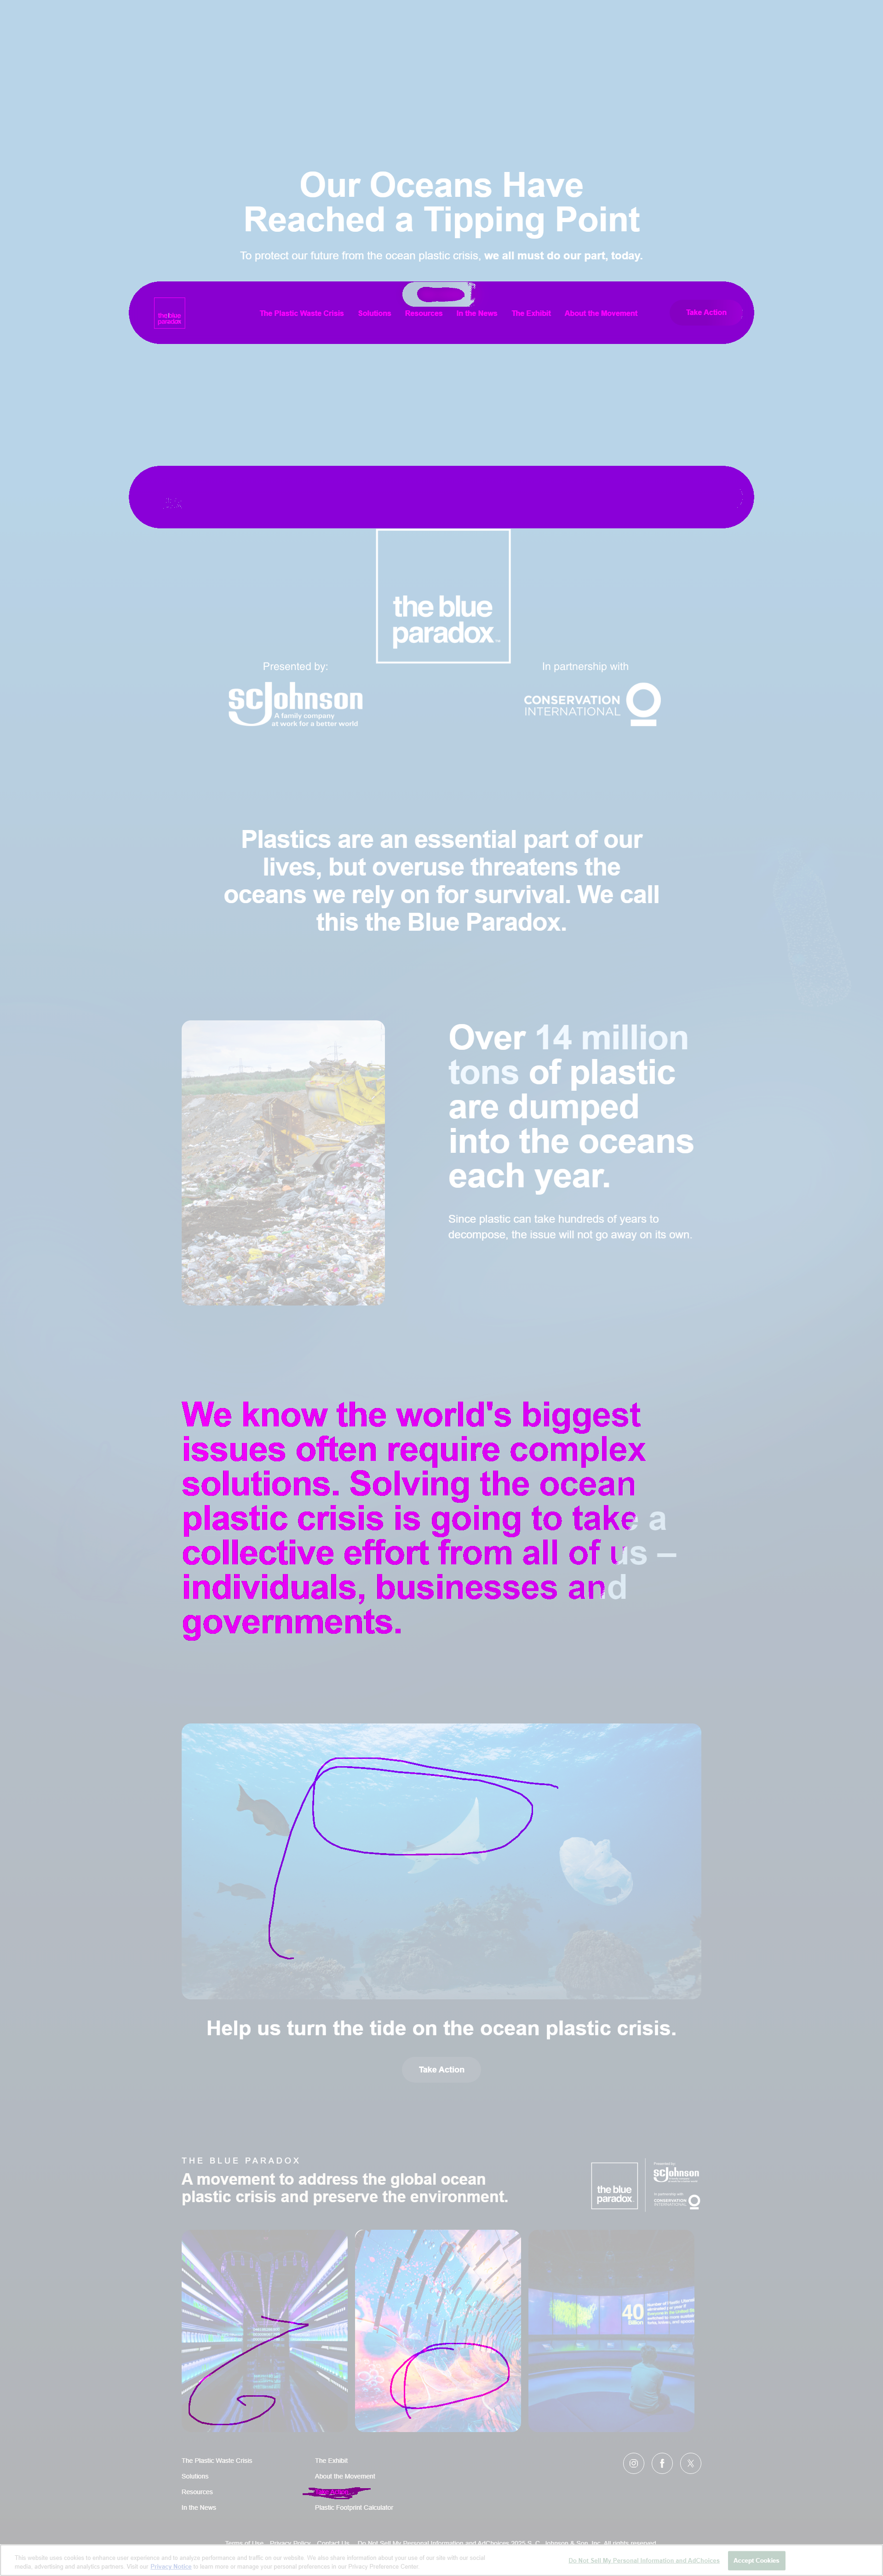 Our Oceans Have
Reached a Tipping Point
To protect our future from the ocean plastic crisis, we all must do our part, today.
the blue
paradox
The Plastic Waste Crisis
Solutions
Resources
In the News
The Exhibit
About the Movement
Take Action
the blue
paradox
Presented by:
SC Johnson
A family company
at work for a better world
In partnership with
CONSERVATION
INTERNATIONAL
Plastics are an essential part of our
lives, but overuse threatens the
oceans we rely on for survival. We call
this the Blue Paradox.
Over 14 million
tons of plastic
are dumped
into the oceans
each year.
Since plastic can take hundreds of years to
decompose, the issue will not go away on its own.
We know the world's biggest
issues often require complex
solutions. Solving the ocean
plastic crisis is going to take a
collective effort from all of us –
individuals, businesses and
governments.
Help us turn the tide on the ocean plastic crisis.
Take Action
THE BLUE PARADOX
A movement to address the global ocean
plastic crisis and preserve the environment.
the blue
paradox
Presented by
SC Johnson
In partnership with
CONSERVATION
INTERNATIONAL
40
The Plastic Waste Crisis
Solutions
Resources
In the News
The Exhibit
About the Movement
Plastic Footprint Calculator
Terms of Use
Privacy Policy
Contact Us
Do Not Sell My Personal Information and AdChoices
2025 S. C. Johnson & Son, Inc. All rights reserved
This website uses cookies to enhance user experience and to analyze performance and traffic on our website. We also share information about your use of our site with our social
media, advertising and analytics partners. Visit our Privacy Notice to learn more or manage your personal preferences in our Privacy Preference Center.
Do Not Sell My Personal Information and AdChoices
Accept Cookies